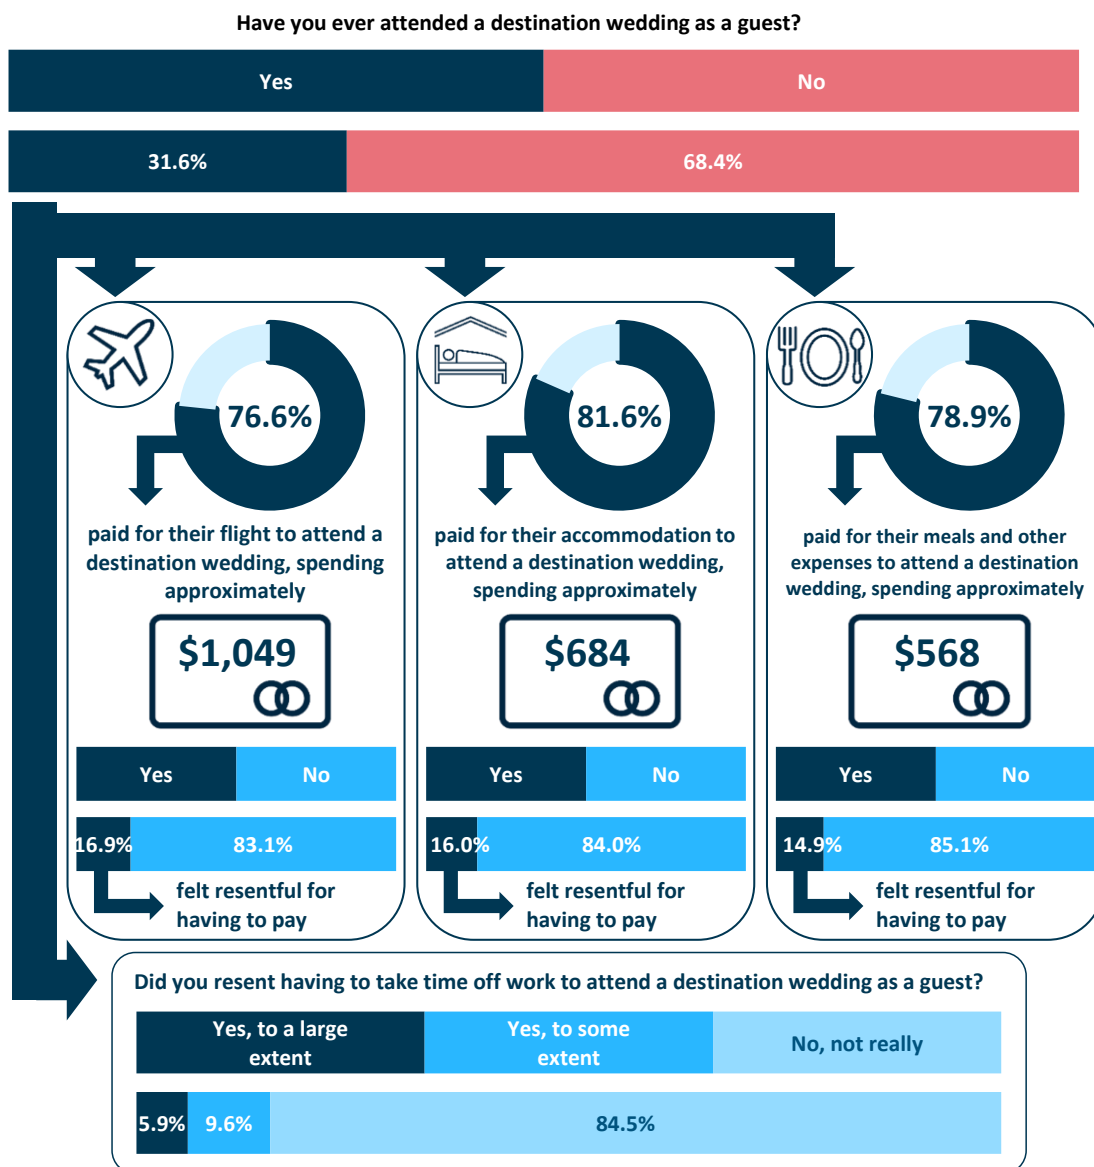 Have you ever attended a destination wedding as a guest?
Yes
No
31.6%
68.4%
76.6%
paid for their flight to attend a
destination wedding, spending
approximately
$1,049
Yes
No
16.9%
83.1%
felt resentful for
having to pay
81.6%
paid for their accommodation to
attend a destination wedding,
spending approximately
$684
Yes
No
16.0%
84.0%
felt resentful for
having to pay
78.9%
paid for their meals and other
expenses to attend a destination
wedding, spending approximately
$568
Yes
No
14.9%
85.1%
felt resentful for
having to pay
Did you resent having to take time off work to attend a destination wedding as a guest?
Yes, to a large
extent
Yes, to some
extent
No, not really
5.9%
9.6%
84.5%